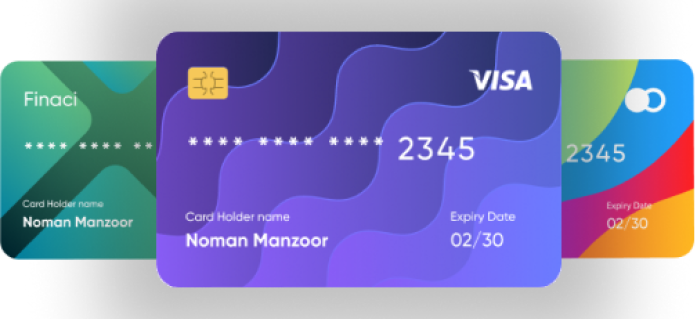 Finaci
**** **** **
Card Holder name
Noman Manzoor
VISA
**** **** **** 2345
Card Holder name
Noman Manzoor
Expiry Date
02/30
2345
Expiry Date
02/30